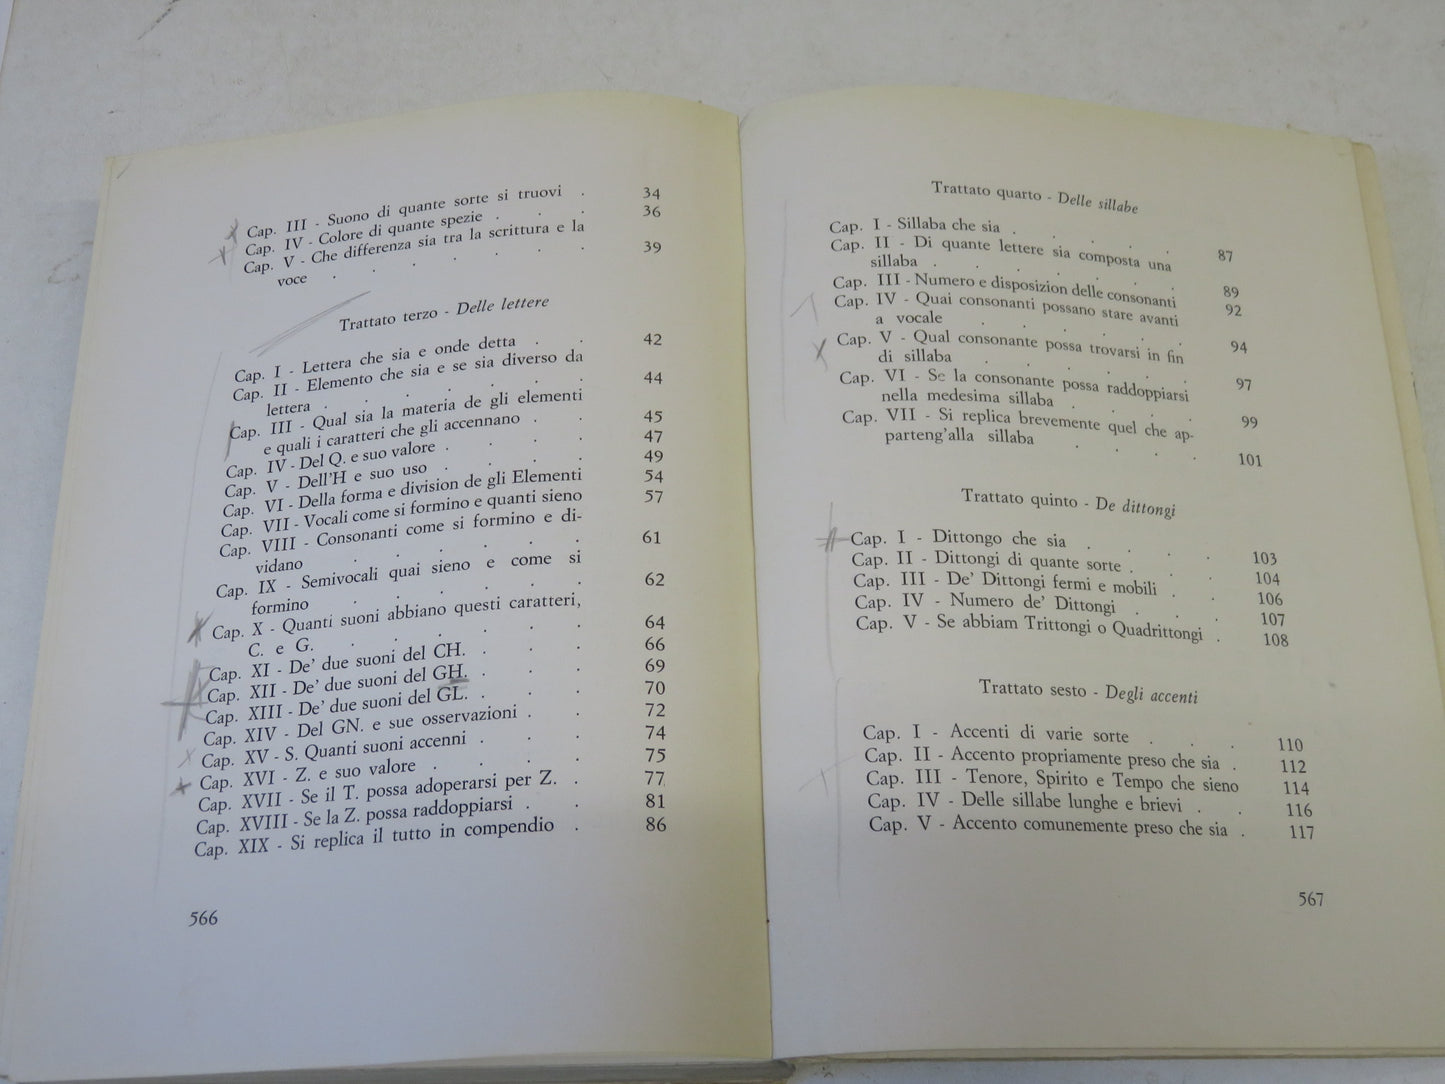 Cap. III - Suono di quante sorte si truovi . 34
Cap. IV - Colore di quante spezie . . . 36
Cap. V - Che differenza sia tra la scrittura e la
voce . . . . . . . 39
Trattato terzo - Delle lettere
Cap. I - Lettera che sia e onde detta . . 42
Cap. II - Elemento che sia e se sia diverso da
lettera . . . . . . 44
Cap. III - Qual sia la materia de gli elementi
e quali i caratteri che gli accennano . . 45
Cap. IV - Del Q. e suo valore . . . . 47
Cap. V - Dell'H e suo uso . . . . 49
Cap. VI - Della forma e division de gli Elementi 54
Cap. VII - Vocali come si formino e quanti sieno 57
Cap. VIII - Consonanti come si formino e di-
vidano . . . . . . 61
Cap. IX - Semivocali quai sieno e come si
formino . . . . . . 62
Cap. X - Quanti suoni abbiano questi caratteri,
C. e G. . . . . . . 64
Cap. XI - De' due suoni del CH. . . . 66
Cap. XII - De' due suoni del GH. . . . 69
Cap. XIII - De' due suoni del GL. . . . 70
Cap. XIV - Del GN. e sue osservazioni . . 72
Cap. XV - S. Quanti suoni accenni . . . 74
Cap. XVI - Z. e suo valore . . . . 75
Cap. XVII - Se il T. possa adoperarsi per Z. . 77
Cap. XVIII - Se la Z. possa raddoppiarsi . . 81
Cap. XIX - Si replica il tutto in compendio . 86
566
Trattato quarto - Delle sillabe
Cap. I - Sillaba che sia . . . . . 87
Cap. II - Di quante lettere sia composta una
sillaba . . . . . . . 89
Cap. III - Numero e disposizion delle consonanti 92
Cap. IV - Quai consonanti possano stare avanti
a vocale . . . . . . 94
Cap. V - Qual consonante possa trovarsi in fin
di sillaba . . . . . . 97
Cap. VI - Se la consonante possa raddoppiarsi
nella medesima sillaba . . . . 99
Cap. VII - Si replica brevemente quel che ap-
parteng'alla sillaba . . . . 101
Trattato quinto - De dittongi
Cap. I - Dittongo che sia . . . . 103
Cap. II - Dittongi di quante sorte . . . 104
Cap. III - De' Dittongi fermi e mobili . . 106
Cap. IV - Numero de' Dittongi . . . 107
Cap. V - Se abbiam Trittongi o Quadrittongi . 108
Trattato sesto - Degli accenti
Cap. I - Accenti di varie sorte . . . 110
Cap. II - Accento propriamente preso che sia . 112
Cap. III - Tenore, Spirito e Tempo che sieno 114
Cap. IV - Delle sillabe lunghe e brievi . . 116
Cap. V - Accento comunemente preso che sia . 117
567